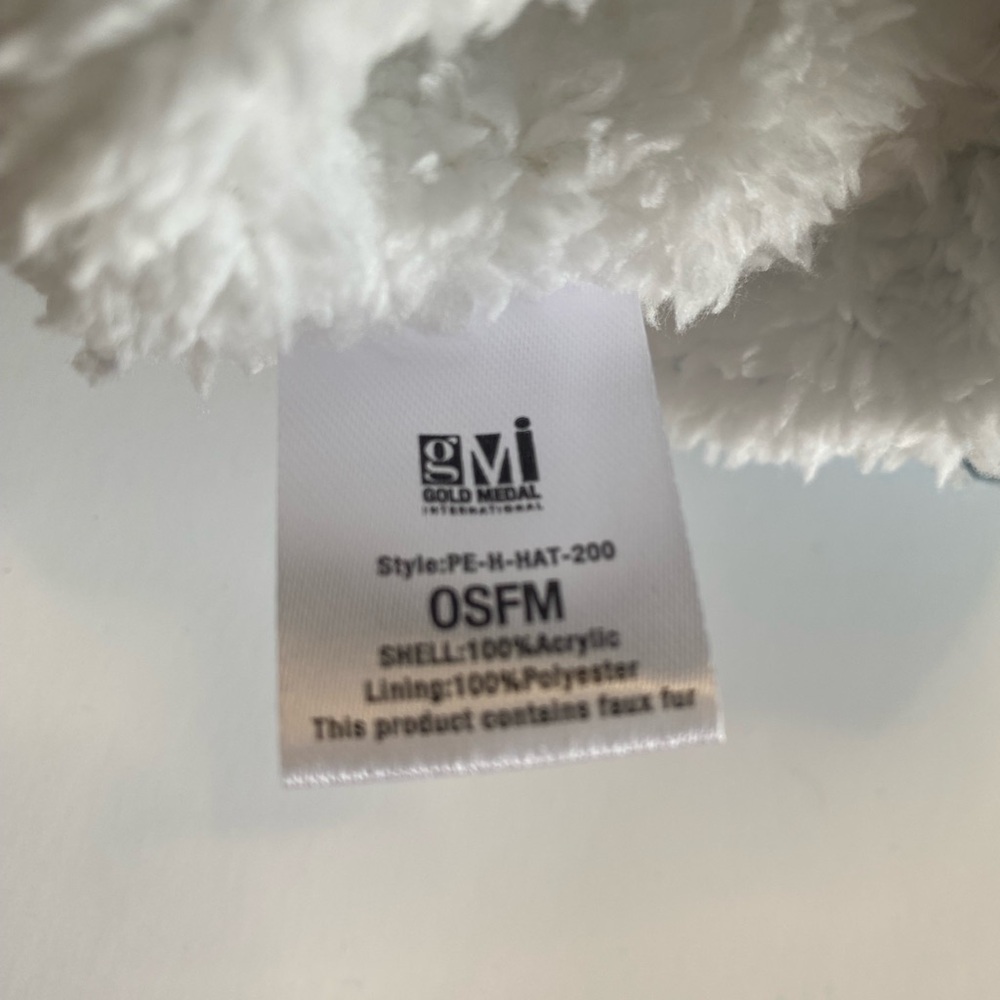 gMi
GOLD MEDAL
INTERNATIONAL
Style:PE-H-HAT-200
OSFM
SHELL:100%Acrylic
Lining:100%Polyester
This product contains faux fur